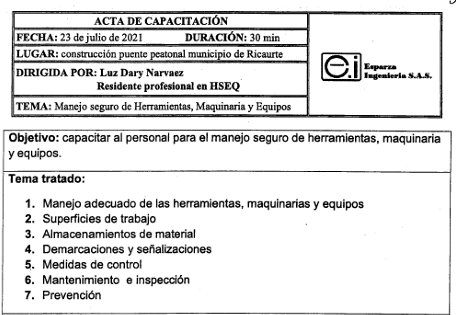 ACTA DE CAPACITACIÓN
FECHA: 23 de julio de 2021 DURACIÓN: 30 min
LUGAR: construcción puente peatonal municipio de Ricaurte
DIRIGIDA POR: Luz Dary Narvaez
Residente profesional en HSEQ
TEMA: Manejo seguro de Herramientas, Maquinaria y Equipos
e.i Esparza
Ingenieria S.A.S.
Objetivo: capacitar al personal para el manejo seguro de herramientas, maquinaria
y equipos.
Tema tratado:
1. Manejo adecuado de las herramientas, maquinarias y equipos
2. Superficies de trabajo
3. Almacenamientos de material
4. Demarcaciones y señalizaciones
5. Medidas de control
6. Mantenimiento e inspección
7. Prevención